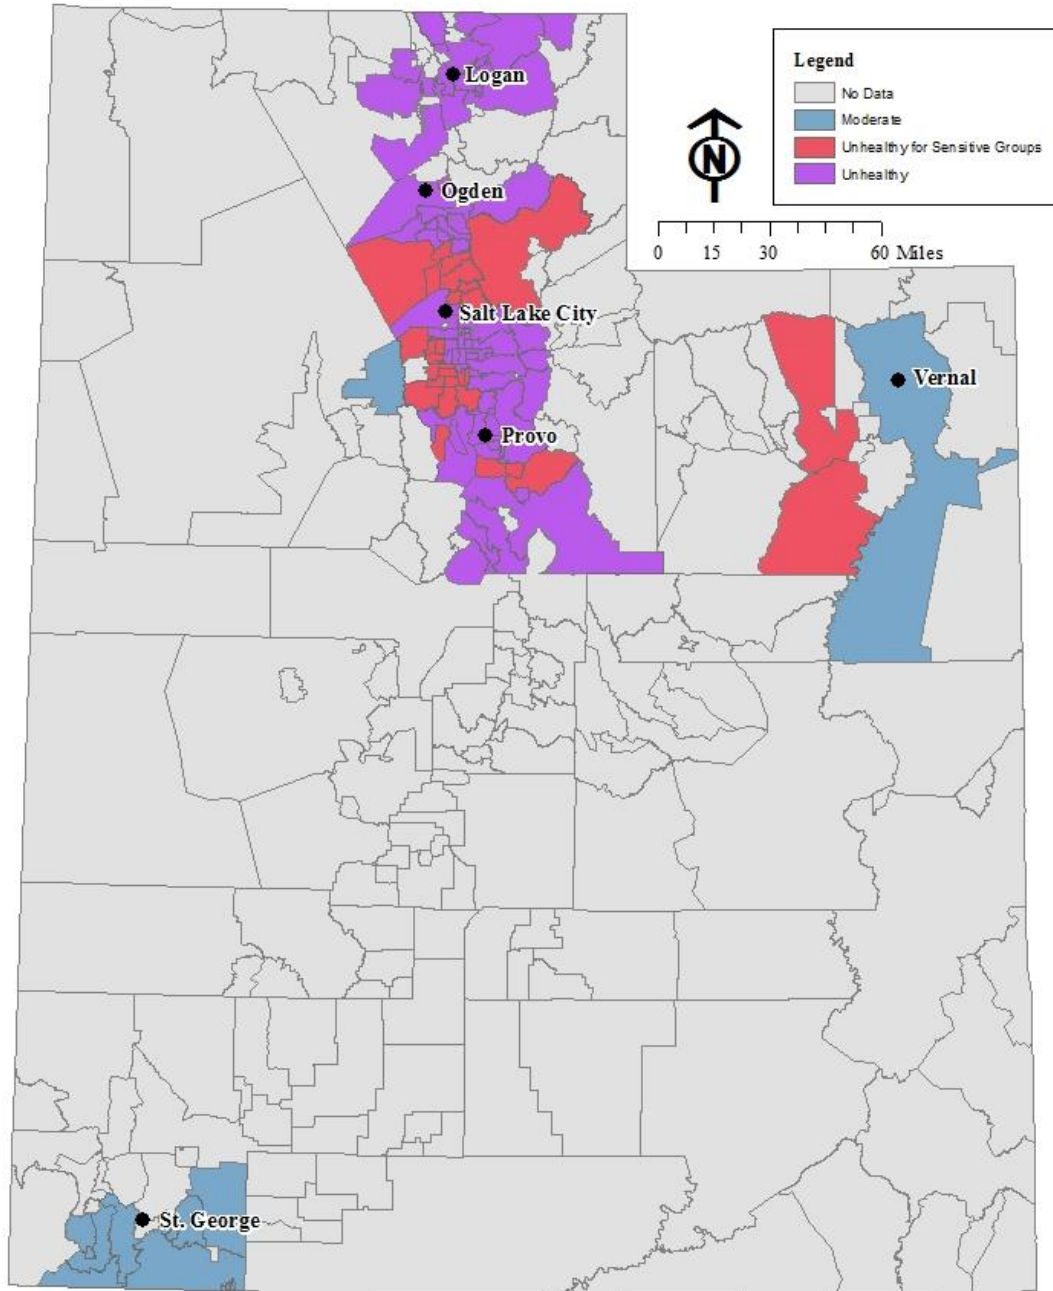 Legend
No Data
Moderate
Unhealthy for Sensitive Groups
Unhealthy
N
0 15 30 60 Miles
Logan
Ogden
Salt Lake City
Vernal
Provo
St. George